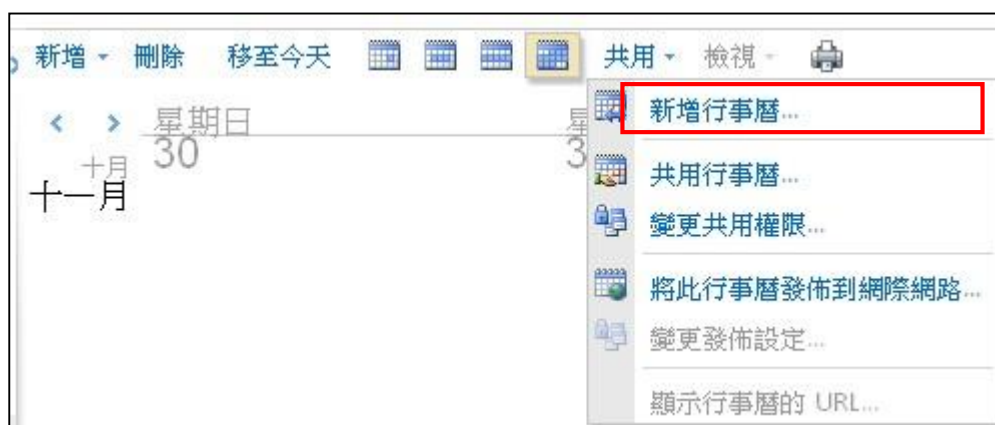 新增 刪除 移至今天 共用 檢視
新增行事曆...
星期日
30
十月
十一月
共用行事曆...
變更共用權限...
將此行事曆發佈到網際網路...
變更發佈設定...
顯示行事曆的 URL...